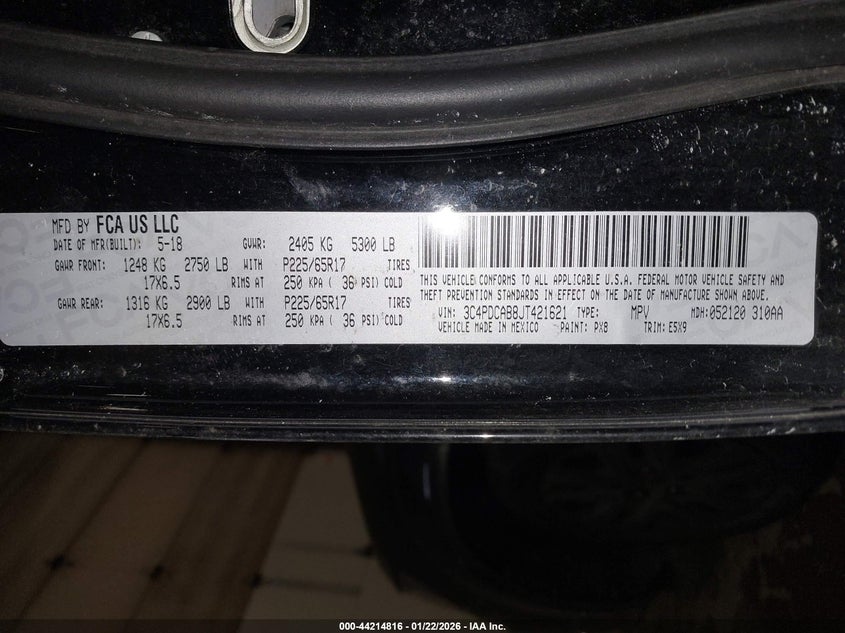 MFD BY FCA US LLC
DATE OF MFR(BUILT): 5-18 GVWR: 2405 KG 5300 LB
GAWR FRONT: 1248 KG 2750 LB WITH P225/65R17 TIRES
17X6.5 RIMS AT 250 KPA ( 36 PSI) COLD
GAWR REAR: 1316 KG 2900 LB WITH P225/65R17 TIRES
17X6.5 RIMS AT 250 KPA ( 36 PSI) COLD
THIS VEHICLE CONFORMS TO ALL APPLICABLE U.S.A. FEDERAL MOTOR VEHICLE SAFETY AND
THEFT PREVENTION STANDARDS IN EFFECT ON THE DATE OF MANUFACTURE SHOWN ABOVE.
VIN: 3C4PDCAB8JT421621 TYPE: MPV MDH:052120 310AA
VEHICLE MADE IN MEXICO PAINT: PX8 TRIM: E5X9
000-44214816 - 01/22/2026 - IAA Inc.